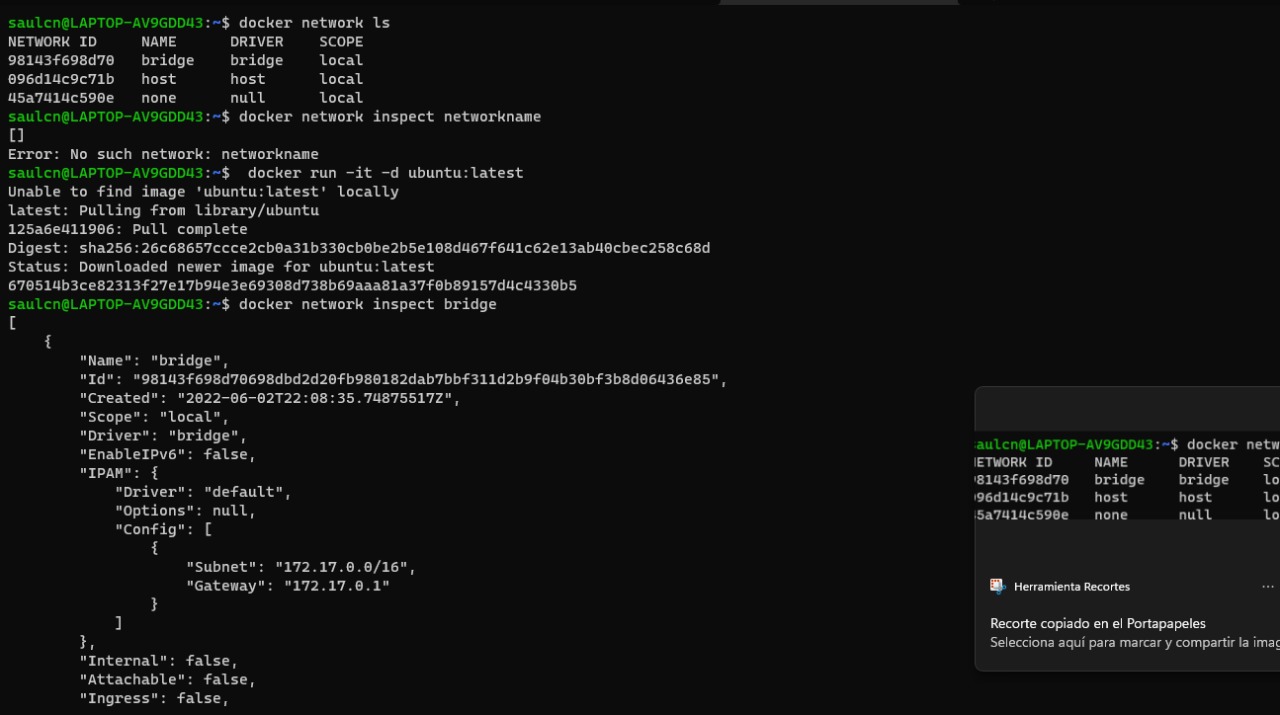 saulcn@LAPTOP-AV9GDD43:~$ docker network ls
NETWORK ID     NAME      DRIVER    SCOPE
98143f698d70   bridge    bridge    local
096d14c9c71b   host      host      local
45a7414c590e   none      null      local
saulcn@LAPTOP-AV9GDD43:~$ docker network inspect networkname
[]
Error: No such network: networkname
saulcn@LAPTOP-AV9GDD43:~$  docker run -it -d ubuntu:latest
Unable to find image 'ubuntu:latest' locally
latest: Pulling from library/ubuntu
125a6e411906: Pull complete
Digest: sha256:26c68657ccce2cb0a31b330cb0be2b5e108d467f641c62e13ab40cbec258c68d
Status: Downloaded newer image for ubuntu:latest
670514b3ce82313f27e17b94e3e69308d738b69aaa81a37f0b89157d4c4330b5
saulcn@LAPTOP-AV9GDD43:~$ docker network inspect bridge
[
    {
        "Name": "bridge",
        "Id": "98143f698d70698dbd2d20fb980182dab7bbf311d2b9f04b30bf3b8d06436e85",
        "Created": "2022-06-02T22:08:35.74875517Z",
        "Scope": "local",
        "Driver": "bridge",
        "EnableIPv6": false,
        "IPAM": {
            "Driver": "default",
            "Options": null,
            "Config": [
                {
                    "Subnet": "172.17.0.0/16",
                    "Gateway": "172.17.0.1"
                }
            ]
        },
        "Internal": false,
        "Attachable": false,
        "Ingress": false,
aulcn@LAPTOP-AV9GDD43:~$ docker netw
ETWORK ID     NAME      DRIVER    SC
8143f698d70   bridge    bridge    lo
96d14c9c71b   host      host      lo
5a7414c590e   none      null      lo
Herramienta Recortes ...
Recorte copiado en el Portapapeles
Selecciona aquí para marcar y compartir la imag